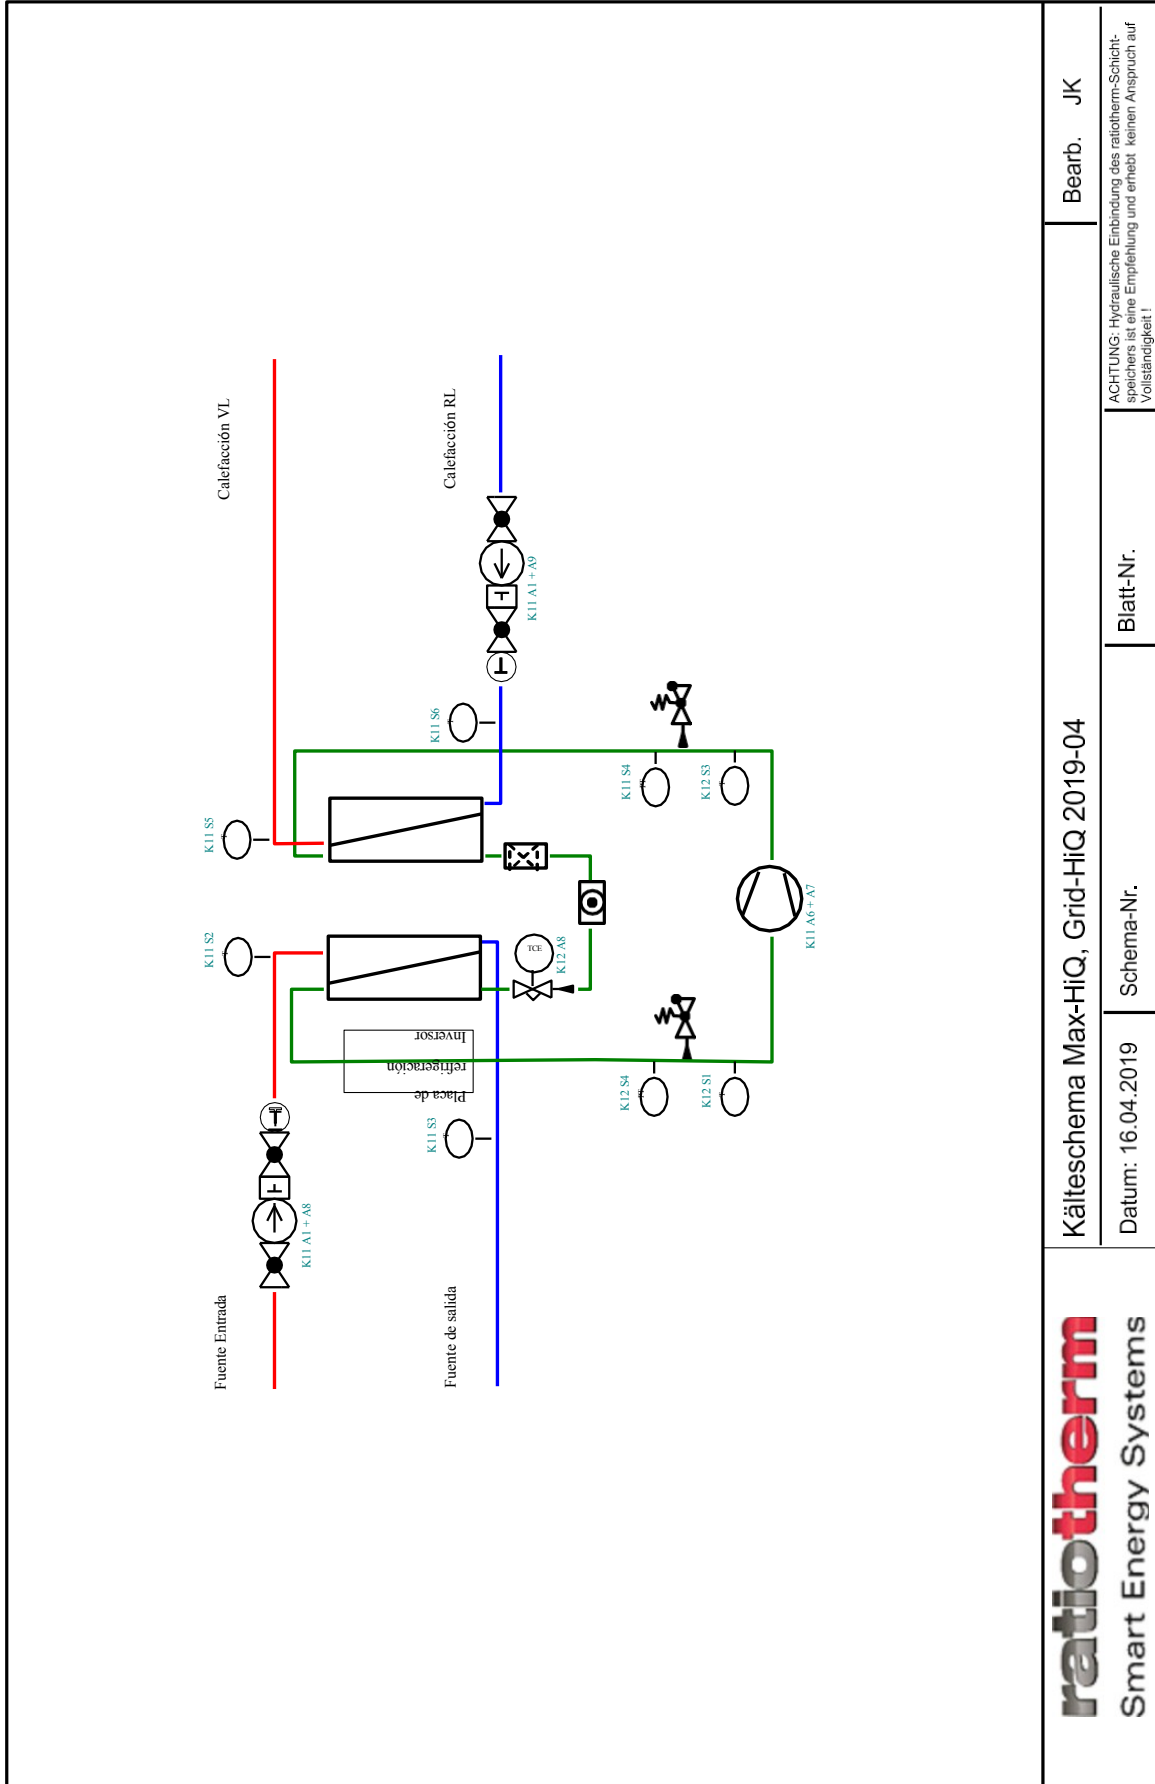 Calefacción VL
Calefacción RL
K11 A1 + A9
K11 S6
K11 S5
K11 S4
K12 S3
K11 S2
TCE
K12 A8
K11 A6 + A7
Placa de
refrigeración
Inversor
K12 S4
K12 S1
K11 S3
K11 A1 + A8
Fuente Entrada
Fuente de salida
ratiotherm
Smart Energy Systems
Kälteschema Max-HiQ, Grid-HiQ 2019-04
Bearb. JK
Datum: 16.04.2019
Schema-Nr.
Blatt-Nr.
ACHTUNG: Hydraulische Einbindung des ratiotherm-Schicht-
speichers ist eine Empfehlung und erhebt keinen Anspruch auf
Vollständigkeit !